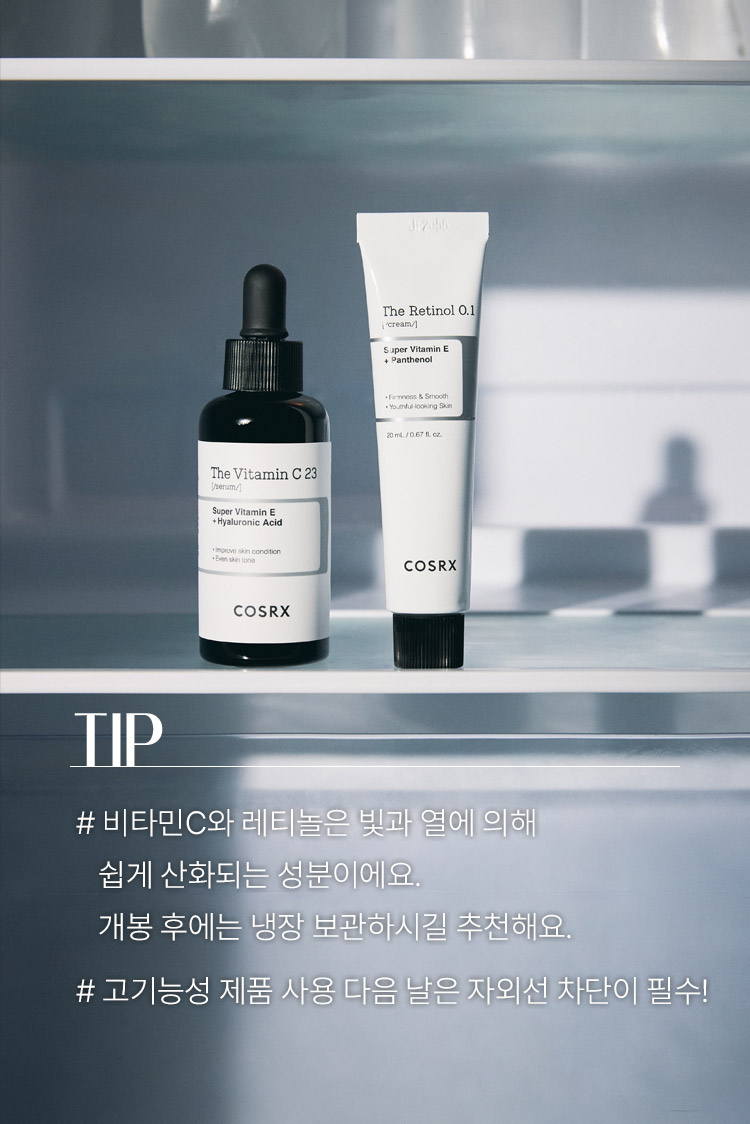 The Retinol 0.1
[/cream/]
Super Vitamin E
+ Panthenol
• Firmness & Smooth
• Youthful-looking Skin
20 mL / 0.67 fl. oz.
COSRX
The Vitamin C 23
[/serum/]
Super Vitamin E
+Hyaluronic Acid
• Improve skin condition
• Even skin tone
COSRX
TIP
# 비타민C와 레티놀은 빛과 열에 의해
쉽게 산화되는 성분이에요.
개봉 후에는 냉장 보관하시길 추천해요.
# 고기능성 제품 사용 다음 날은 자외선 차단이 필수!